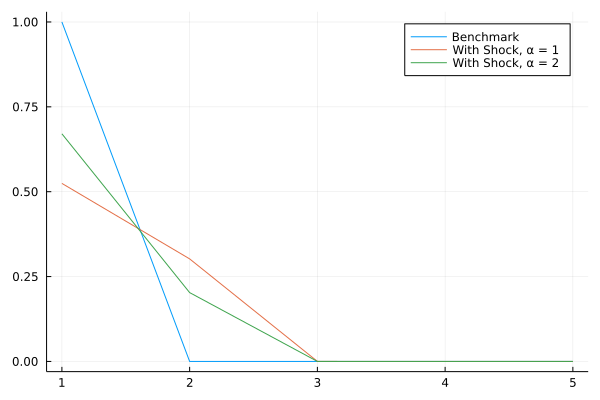 1.00
0.75
0.50
0.25
0.00
1 2 3 4 5
Benchmark
With Shock, α = 1
With Shock, α = 2